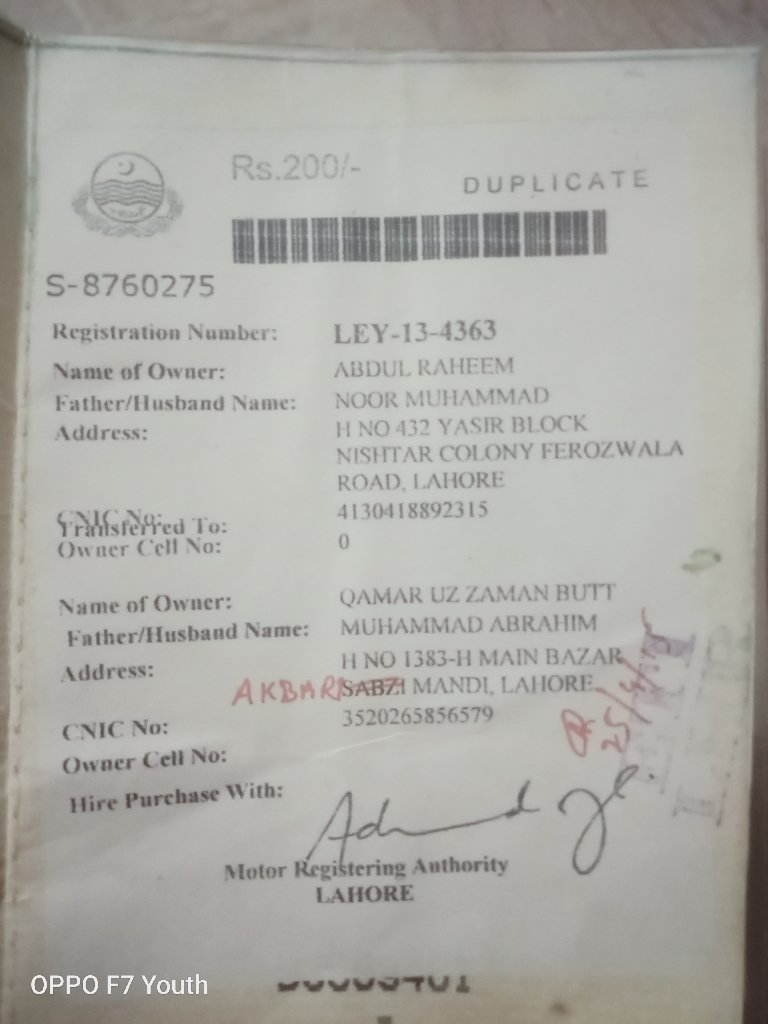 Rs.200/-
DUPLICATE
S-8760275
Registration Number: LEY-13-4363
Name of Owner: ABDUL RAHEEM
Father/Husband Name: NOOR MUHAMMAD
Address: H NO 432 YASIR BLOCK
NISHTAR COLONY FEROZWALA
ROAD, LAHORE
CNIC No: 4130418892315
Transferred To:
Owner Cell No: 0
Name of Owner: QAMAR UZ ZAMAN BUTT
Father/Husband Name: MUHAMMAD ABRAHIM
Address: H NO 1383-H MAIN BAZAR
AKBARI SABZI MANDI, LAHORE
CNIC No: 3520265856579
Owner Cell No:
Hire Purchase With:
Motor Registering Authority
LAHORE
OPPO F7 Youth